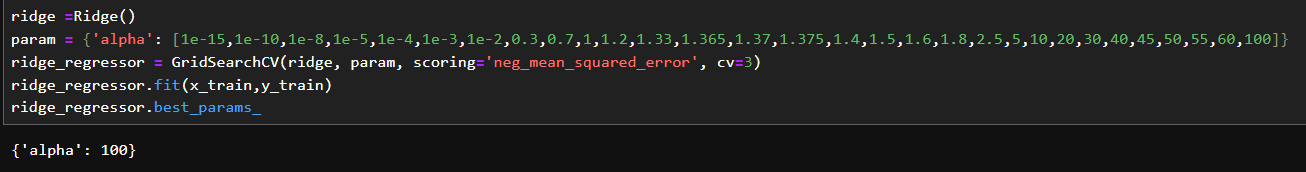 ridge =Ridge()
param = {'alpha': [1e-15,1e-10,1e-8,1e-5,1e-4,1e-3,1e-2,0.3,0.7,1,1.2,1.33,1.365,1.37,1.375,1.4,1.5,1.6,1.8,2.5,5,10,20,30,40,45,50,55,60,100]}
ridge_regressor = GridSearchCV(ridge, param, scoring='neg_mean_squared_error', cv=3)
ridge_regressor.fit(x_train,y_train)
ridge_regressor.best_params_
{'alpha': 100}